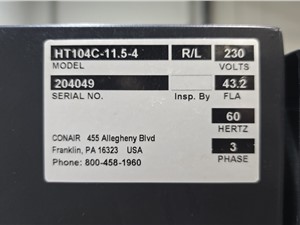 HT104C-11.5-4 R/L 230
MODEL VOLTS
204049 43.2
SERIAL NO. Insp. By FLA
60
HERTZ
CONAIR 455 Allegheny Blvd
Franklin, PA 16323 USA
3
Phone: 800-458-1960
PHASE